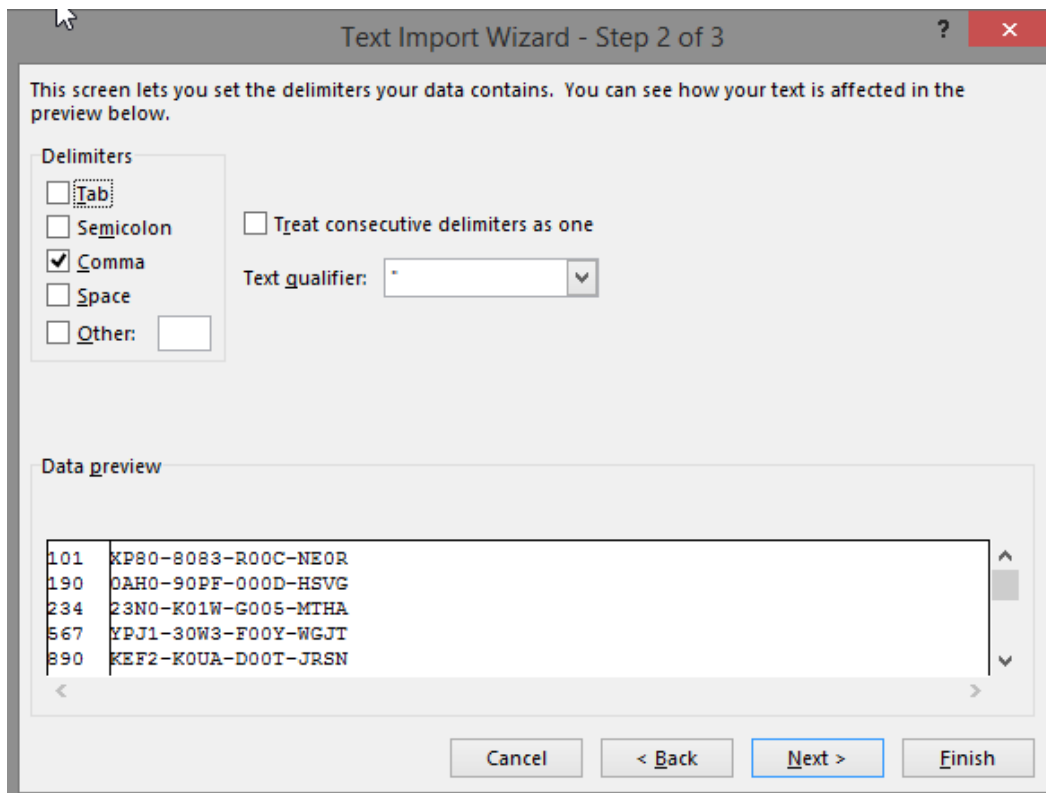 Text Import Wizard - Step 2 of 3
?
This screen lets you set the delimiters your data contains.  You can see how your text is affected in the
preview below.
Delimiters
Tab
Semicolon
Comma
Space
Other:
Treat consecutive delimiters as one
Text qualifier: "
Data preview
101 XP80-8083-R00C-NE0R
190 0AH0-90PF-000D-HSVG
234 23N0-K01W-G005-MTHA
567 YPJ1-30W3-F00Y-WGJT
890 KEF2-K0UA-D00T-JRSN
Cancel
< Back
Next >
Finish